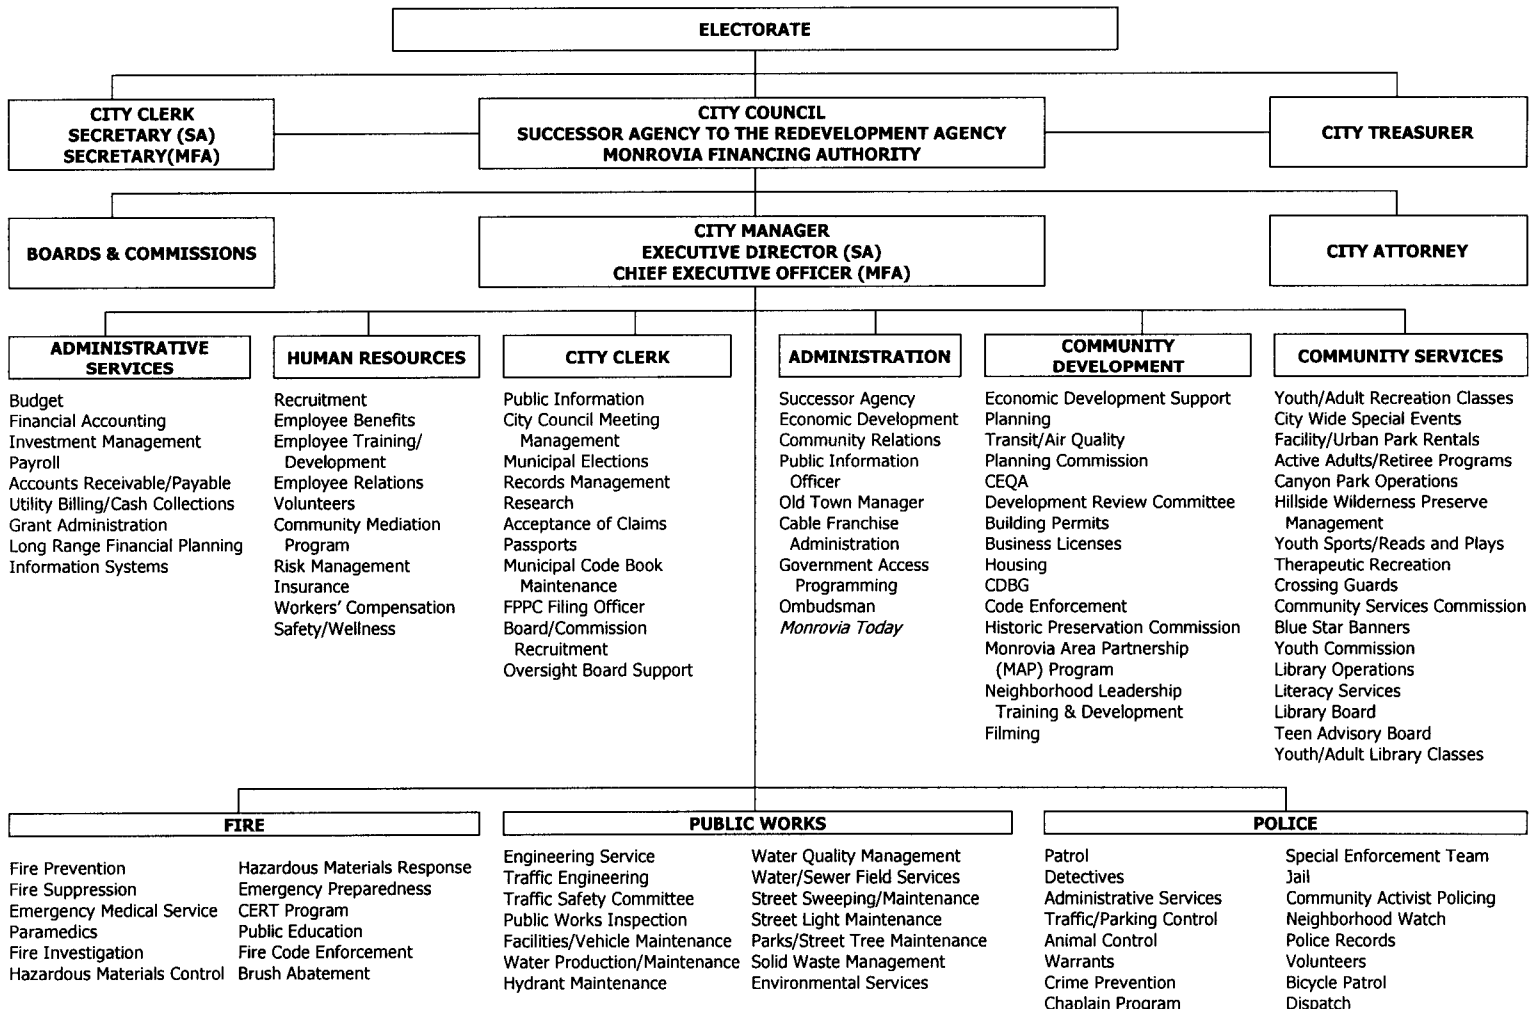 ELECTORATE
CITY CLERK
SECRETARY (SA)
SECRETARY(MFA)
CITY COUNCIL
SUCCESSOR AGENCY TO THE REDEVELOPMENT AGENCY
MONROVIA FINANCING AUTHORITY
CITY TREASURER
BOARDS & COMMISSIONS
CITY MANAGER
EXECUTIVE DIRECTOR (SA)
CHIEF EXECUTIVE OFFICER (MFA)
CITY ATTORNEY
ADMINISTRATIVE
SERVICES
Budget
Financial Accounting
Investment Management
Payroll
Accounts Receivable/Payable
Utility Billing/Cash Collections
Grant Administration
Long Range Financial Planning
Information Systems
HUMAN RESOURCES
Recruitment
Employee Benefits
Employee Training/
Development
Employee Relations
Volunteers
Community Mediation
Program
Risk Management
Insurance
Workers' Compensation
Safety/Wellness
CITY CLERK
Public Information
City Council Meeting
Management
Municipal Elections
Records Management
Research
Acceptance of Claims
Passports
Municipal Code Book
Maintenance
FPPC Filing Officer
Board/Commission
Recruitment
Oversight Board Support
ADMINISTRATION
Successor Agency
Economic Development
Community Relations
Public Information
Officer
Old Town Manager
Cable Franchise
Administration
Government Access
Programming
Ombudsman
Monrovia Today
COMMUNITY
DEVELOPMENT
Economic Development Support
Planning
Transit/Air Quality
Planning Commission
CEQA
Development Review Committee
Building Permits
Business Licenses
Housing
CDBG
Code Enforcement
Historic Preservation Commission
Monrovia Area Partnership
(MAP) Program
Neighborhood Leadership
Training & Development
Filming
COMMUNITY SERVICES
Youth/Adult Recreation Classes
City Wide Special Events
Facility/Urban Park Rentals
Active Adults/Retiree Programs
Canyon Park Operations
Hillside Wilderness Preserve
Management
Youth Sports/Reads and Plays
Therapeutic Recreation
Crossing Guards
Community Services Commission
Blue Star Banners
Youth Commission
Library Operations
Literacy Services
Library Board
Teen Advisory Board
Youth/Adult Library Classes
FIRE
Fire Prevention
Fire Suppression
Emergency Medical Service
Paramedics
Fire Investigation
Hazardous Materials Control
Hazardous Materials Response
Emergency Preparedness
CERT Program
Public Education
Fire Code Enforcement
Brush Abatement
PUBLIC WORKS
Engineering Service
Traffic Engineering
Traffic Safety Committee
Public Works Inspection
Facilities/Vehicle Maintenance
Water Production/Maintenance
Hydrant Maintenance
Water Quality Management
Water/Sewer Field Services
Street Sweeping/Maintenance
Street Light Maintenance
Parks/Street Tree Maintenance
Solid Waste Management
Environmental Services
POLICE
Patrol
Detectives
Administrative Services
Traffic/Parking Control
Animal Control
Warrants
Crime Prevention
Chaplain Program
Special Enforcement Team
Jail
Community Activist Policing
Neighborhood Watch
Police Records
Volunteers
Bicycle Patrol
Dispatch